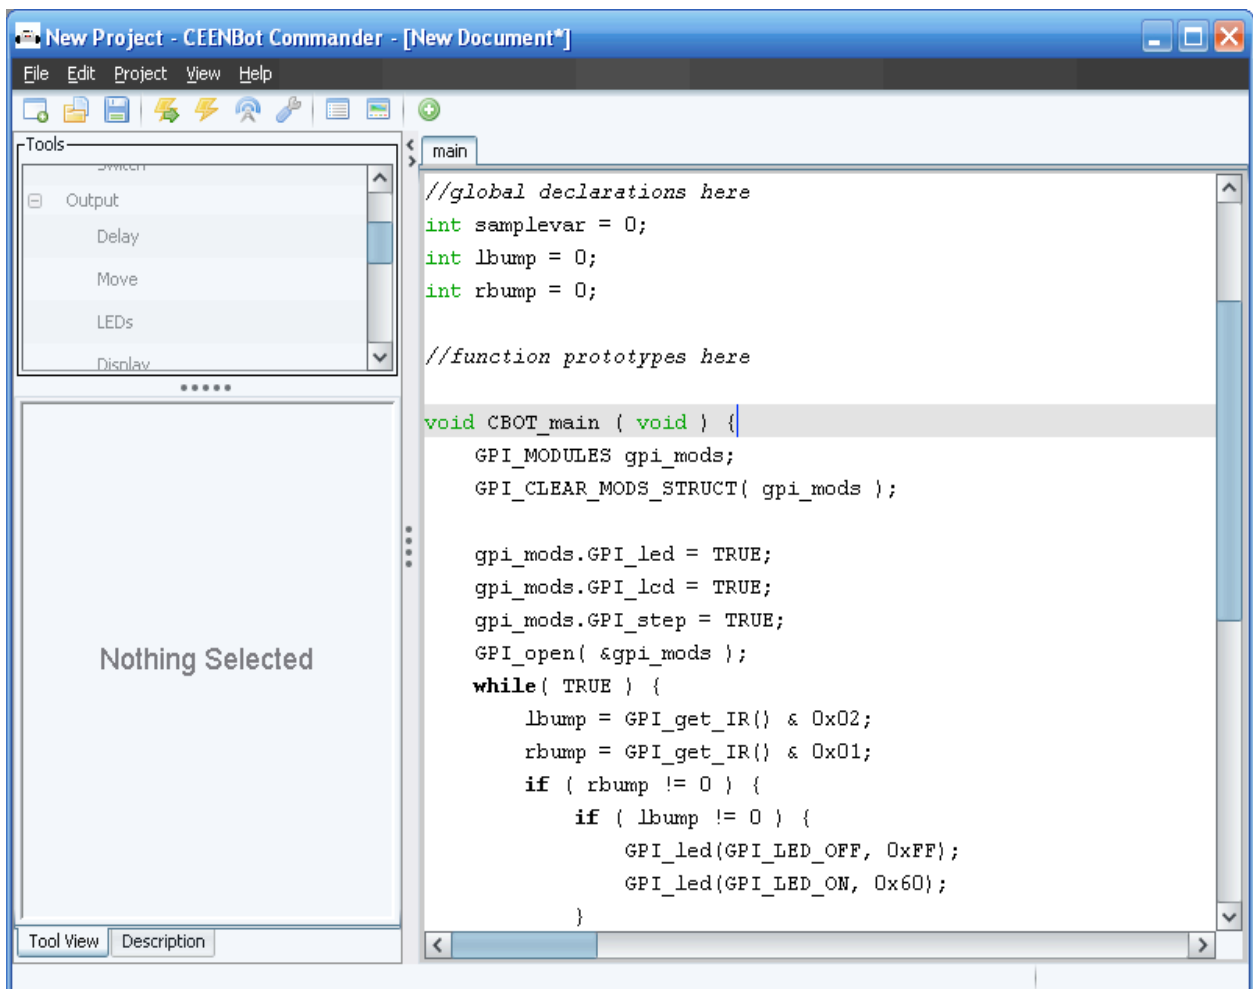 New Project - CEENBot Commander - [New Document*]
File Edit Project View Help
Tools
Switch
Output
Delay
Move
LEDs
Display
Nothing Selected
Tool View Description
main
//global declarations here
int samplevar = 0;
int lbump = 0;
int rbump = 0;
//function prototypes here
void CBOT_main ( void ) {
GPI_MODULES gpi_mods;
GPI_CLEAR_MODS_STRUCT( gpi_mods );
gpi_mods.GPI_led = TRUE;
gpi_mods.GPI_lcd = TRUE;
gpi_mods.GPI_step = TRUE;
GPI_open( &gpi_mods );
while( TRUE ) {
lbump = GPI_get_IR() & 0x02;
rbump = GPI_get_IR() & 0x01;
if ( rbump != 0 ) {
if ( lbump != 0 ) {
GPI_led(GPI_LED_OFF, 0xFF);
GPI_led(GPI_LED_ON, 0x60);
}